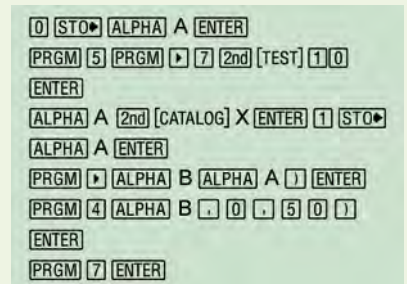 0 STO▸ ALPHA A ENTER
PRGM 5 PRGM ▸ 7 2nd [TEST] 1 0
ENTER
ALPHA A 2nd [CATALOG] X ENTER 1 STO▸
ALPHA A ENTER
PRGM ▸ ALPHA B ALPHA A ) ENTER
PRGM 4 ALPHA B , 0 , 5 0 )
ENTER
PRGM 7 ENTER